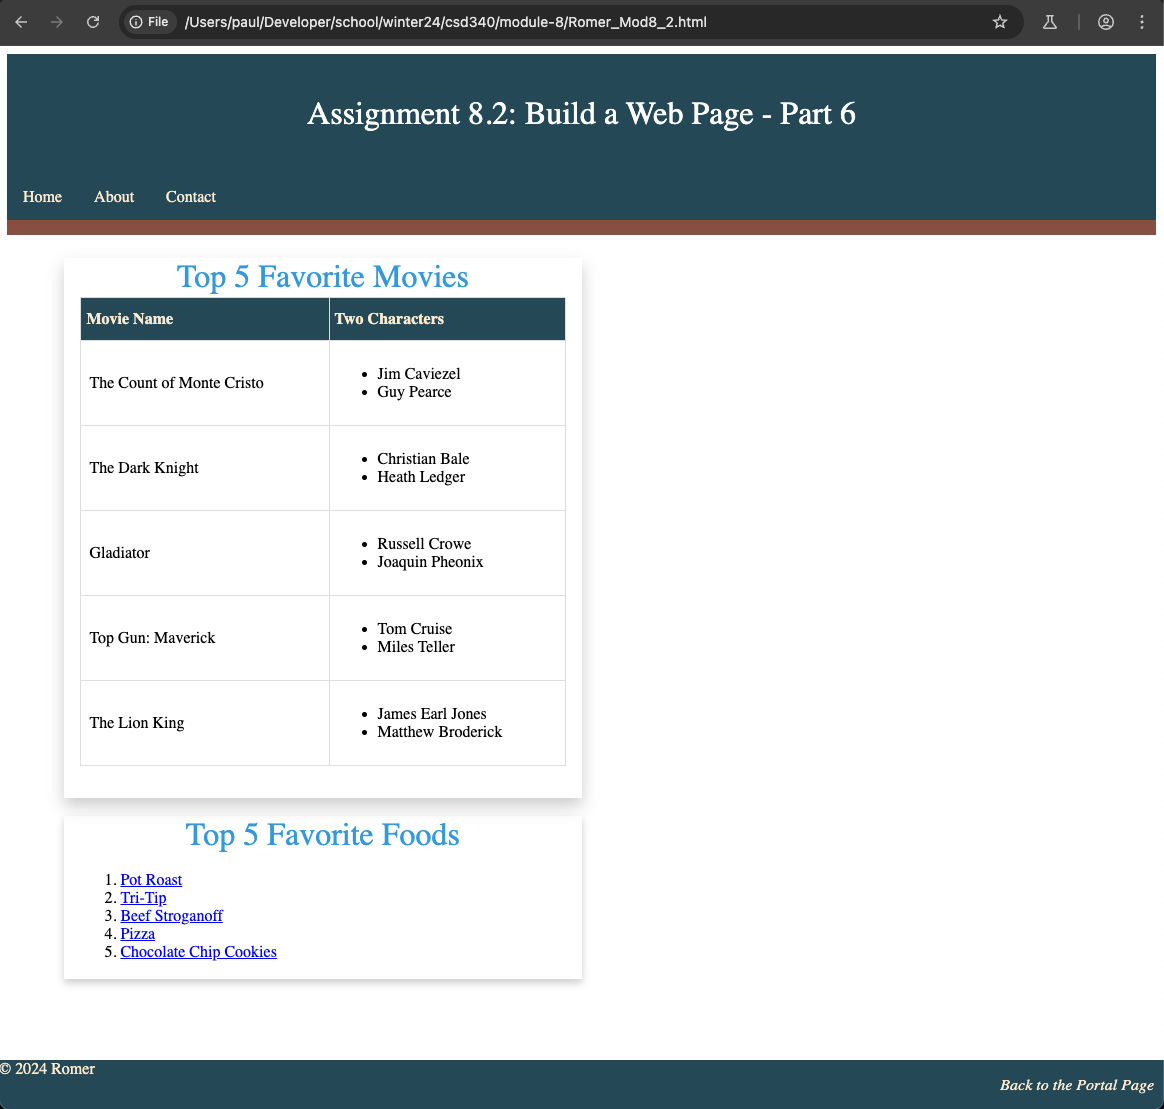 File /Users/paul/Developer/school/winter24/csd340/module-8/Romer_Mod8_2.html
Assignment 8.2: Build a Web Page - Part 6
Home About Contact
Top 5 Favorite Movies
Movie Name Two Characters
The Count of Monte Cristo
• Jim Caviezel
• Guy Pearce
The Dark Knight
• Christian Bale
• Heath Ledger
Gladiator
• Russell Crowe
• Joaquin Pheonix
Top Gun: Maverick
• Tom Cruise
• Miles Teller
The Lion King
• James Earl Jones
• Matthew Broderick
Top 5 Favorite Foods
1. Pot Roast
2. Tri-Tip
3. Beef Stroganoff
4. Pizza
5. Chocolate Chip Cookies
© 2024 Romer
Back to the Portal Page